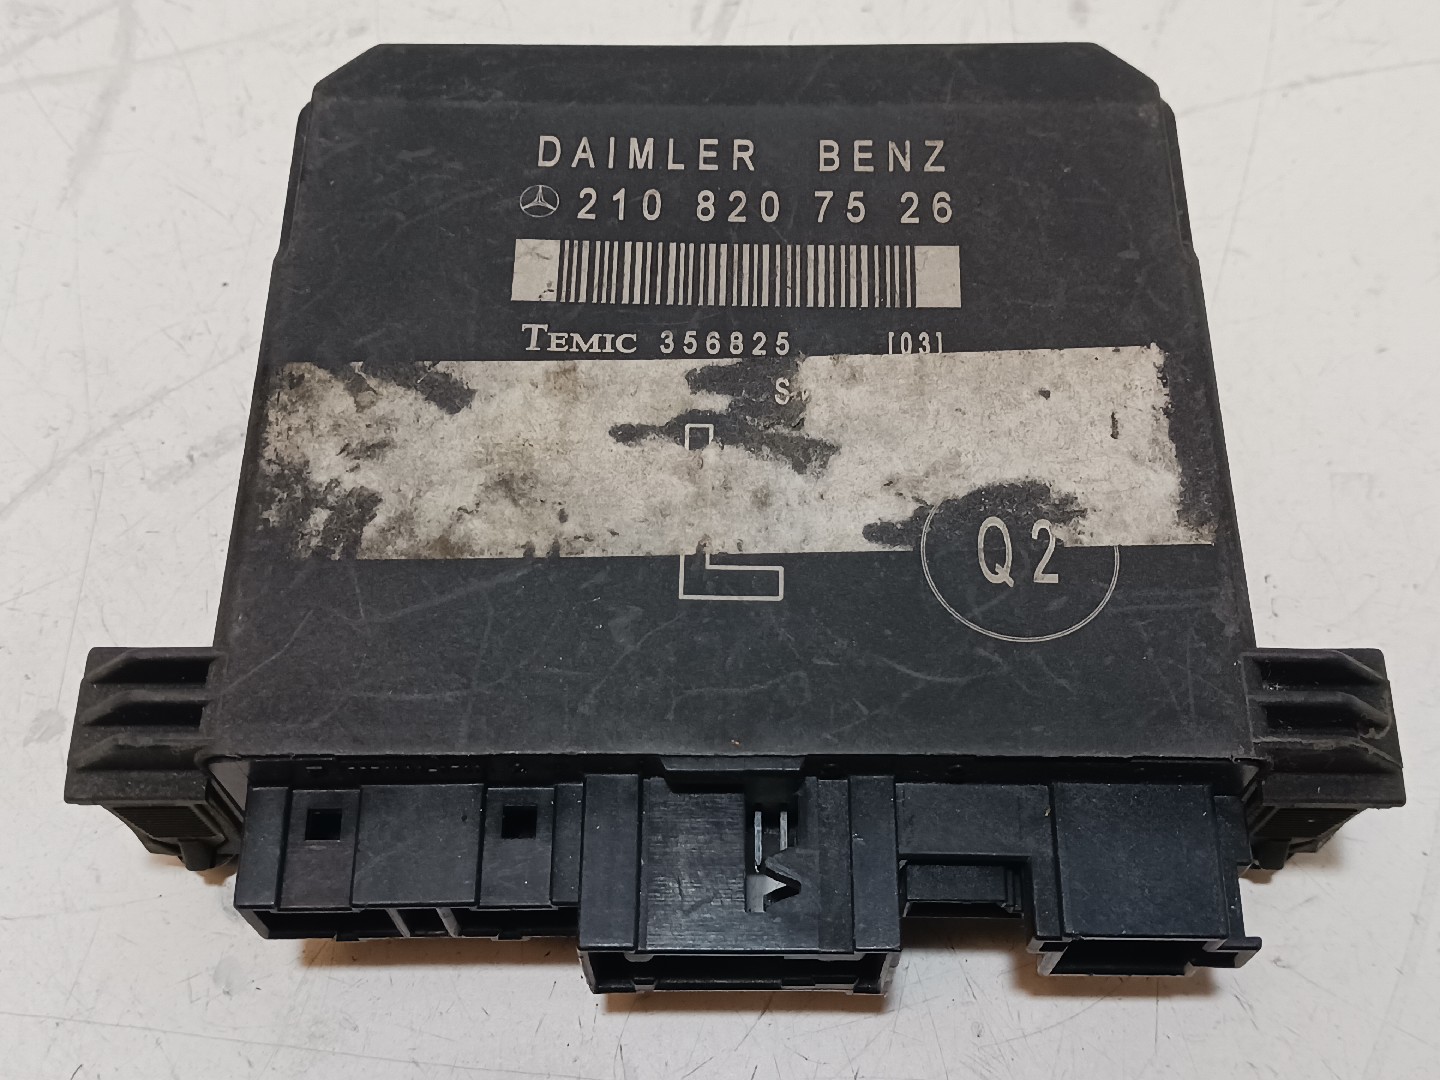 DAIMLER BENZ
210 820 75 26
TEMIC 356825 [03]
S
L
Q2